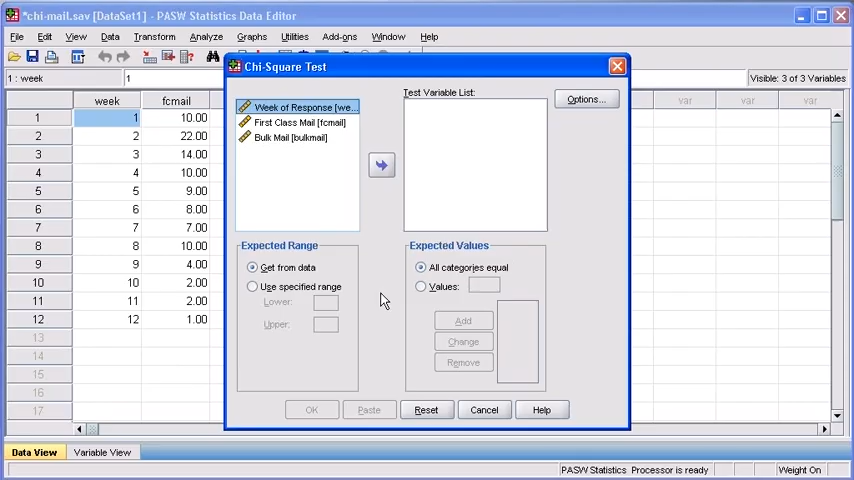 *chi-mail.sav [DataSet1] - PASW Statistics Data Editor
File Edit View Data Transform Analyze Graphs Utilities Add-ons Window Help
1 : week 1 Visible: 3 of 3 Variables
week fcmail var var var
1 1 10.00
2 2 22.00
3 3 14.00
4 4 10.00
5 5 9.00
6 6 8.00
7 7 7.00
8 8 10.00
9 9 4.00
10 10 2.00
11 11 2.00
12 12 1.00
13
14
15
16
17
Chi-Square Test
Test Variable List:
Week of Response [we...
First Class Mail [fcmail]
Bulk Mail [bulkmail]
Options...
Expected Range
Get from data
Use specified range
Lower:
Upper:
Expected Values
All categories equal
Values:
Add
Change
Remove
OK Paste Reset Cancel Help
Data View Variable View
PASW Statistics Processor is ready Weight On